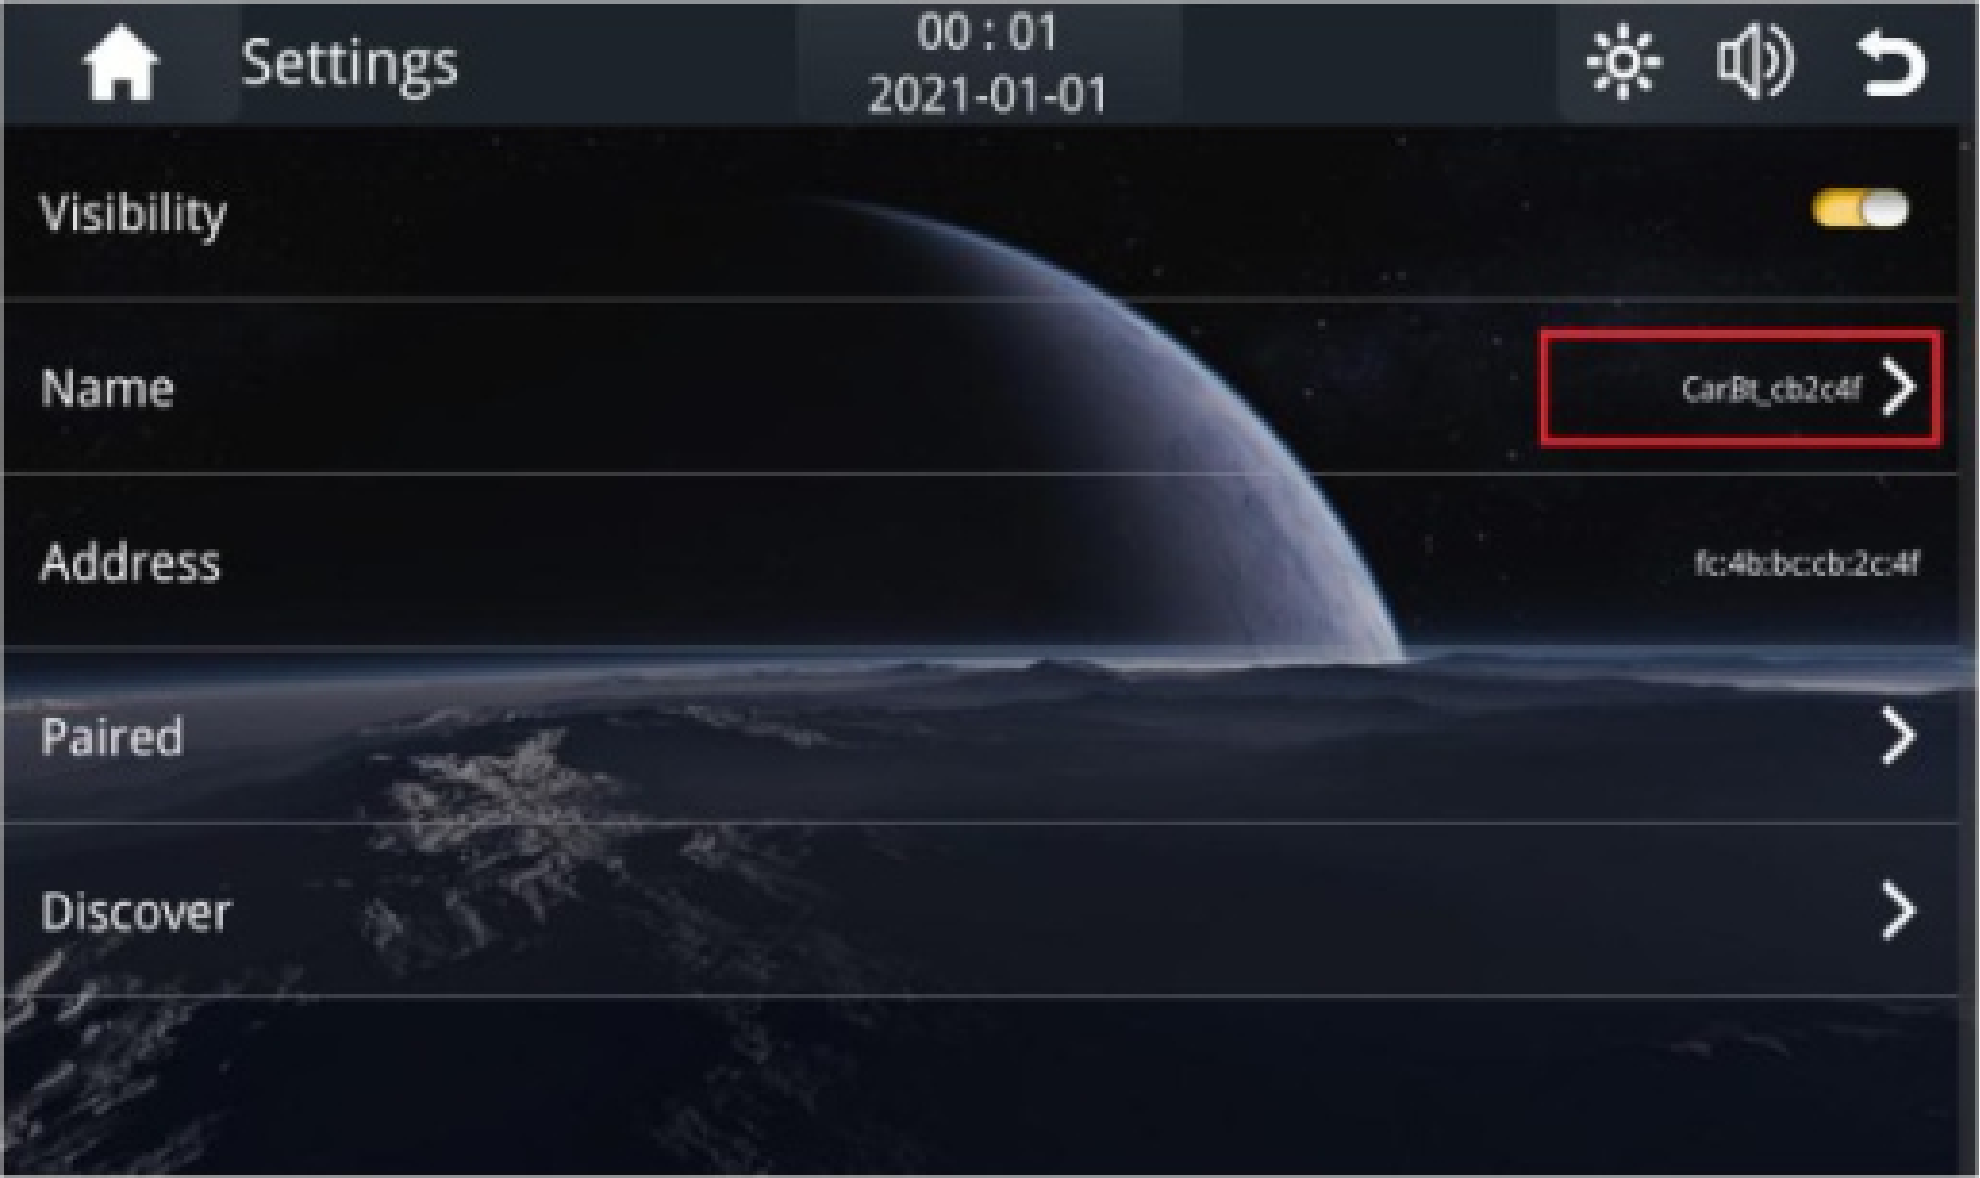 Settings
00 : 01
2021-01-01
Visibility
Name
CarBt_cb2c4f
Address
fc:4b:bc:cb:2c:4f
Paired
Discover